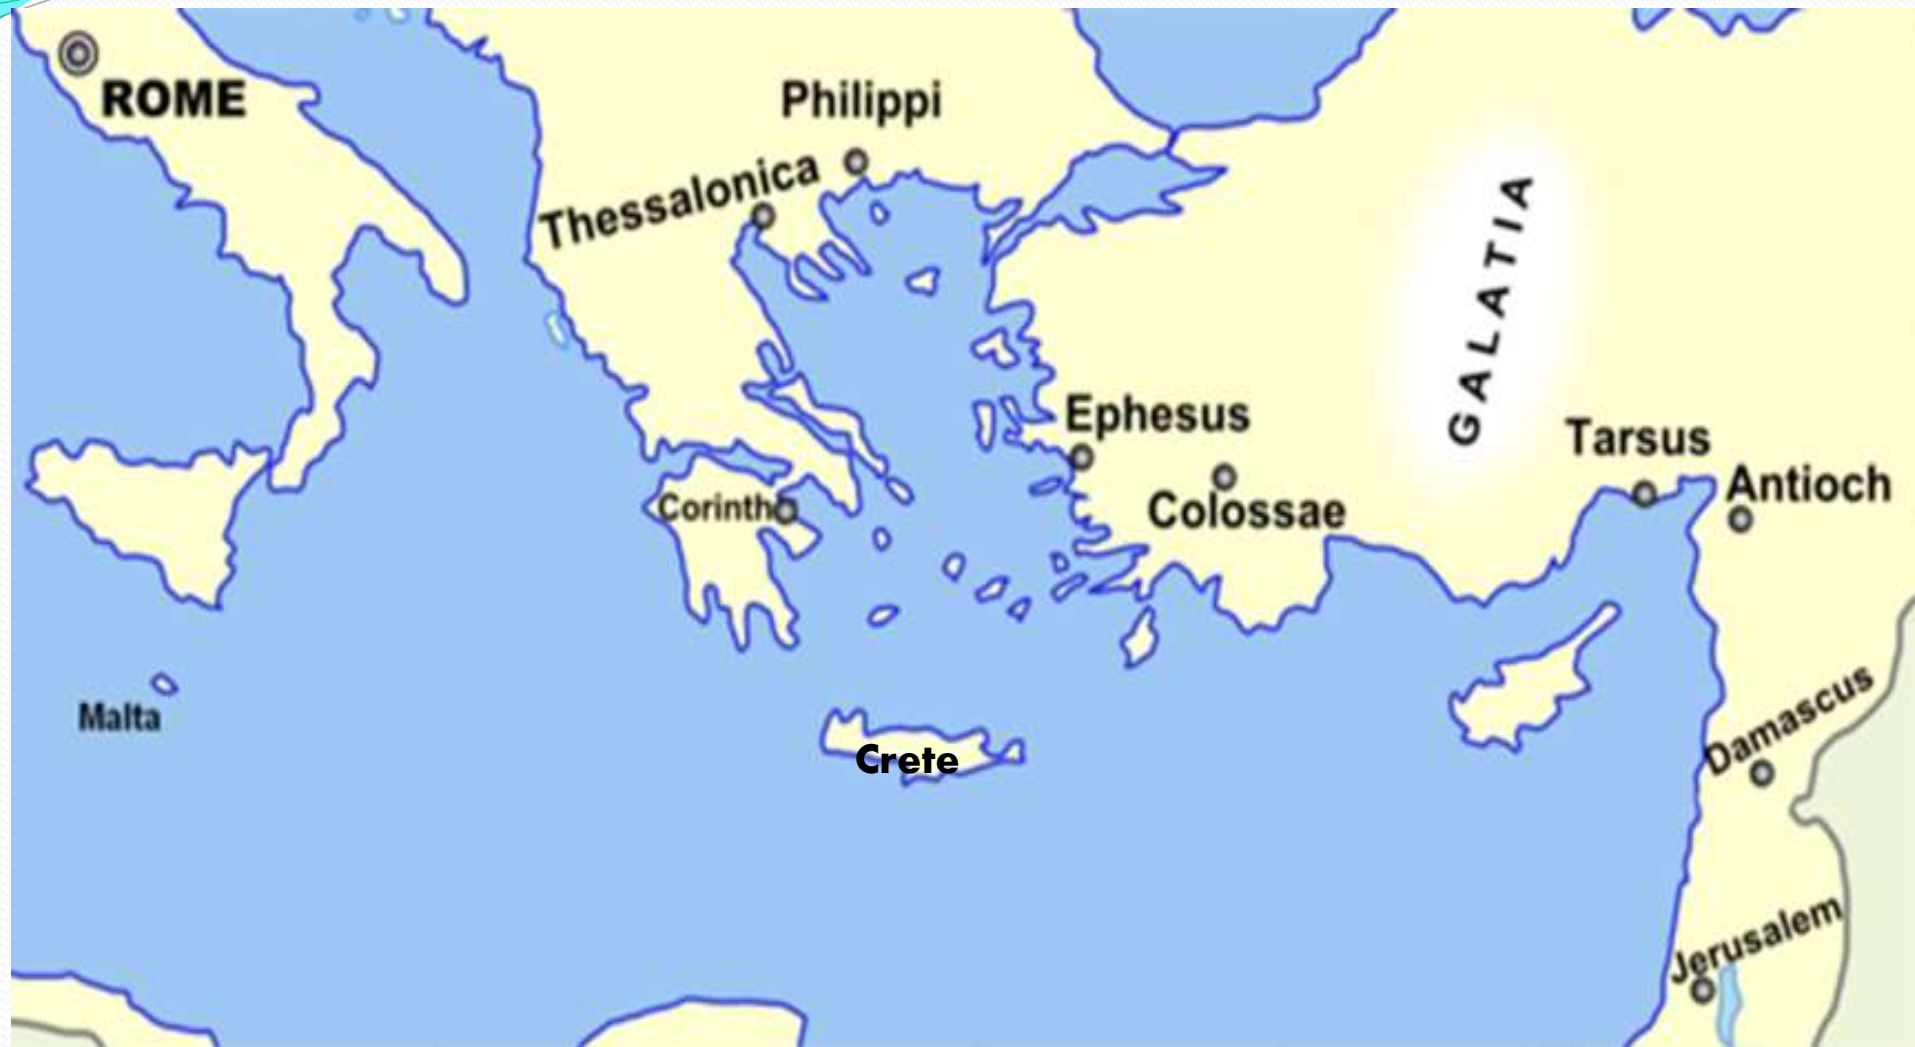 ROME
Philippi
Thessalonica
GALATIA
Ephesus
Tarsus
Antioch
Corinth
Colossae
Damascus
Malta
Crete
Jerusalem